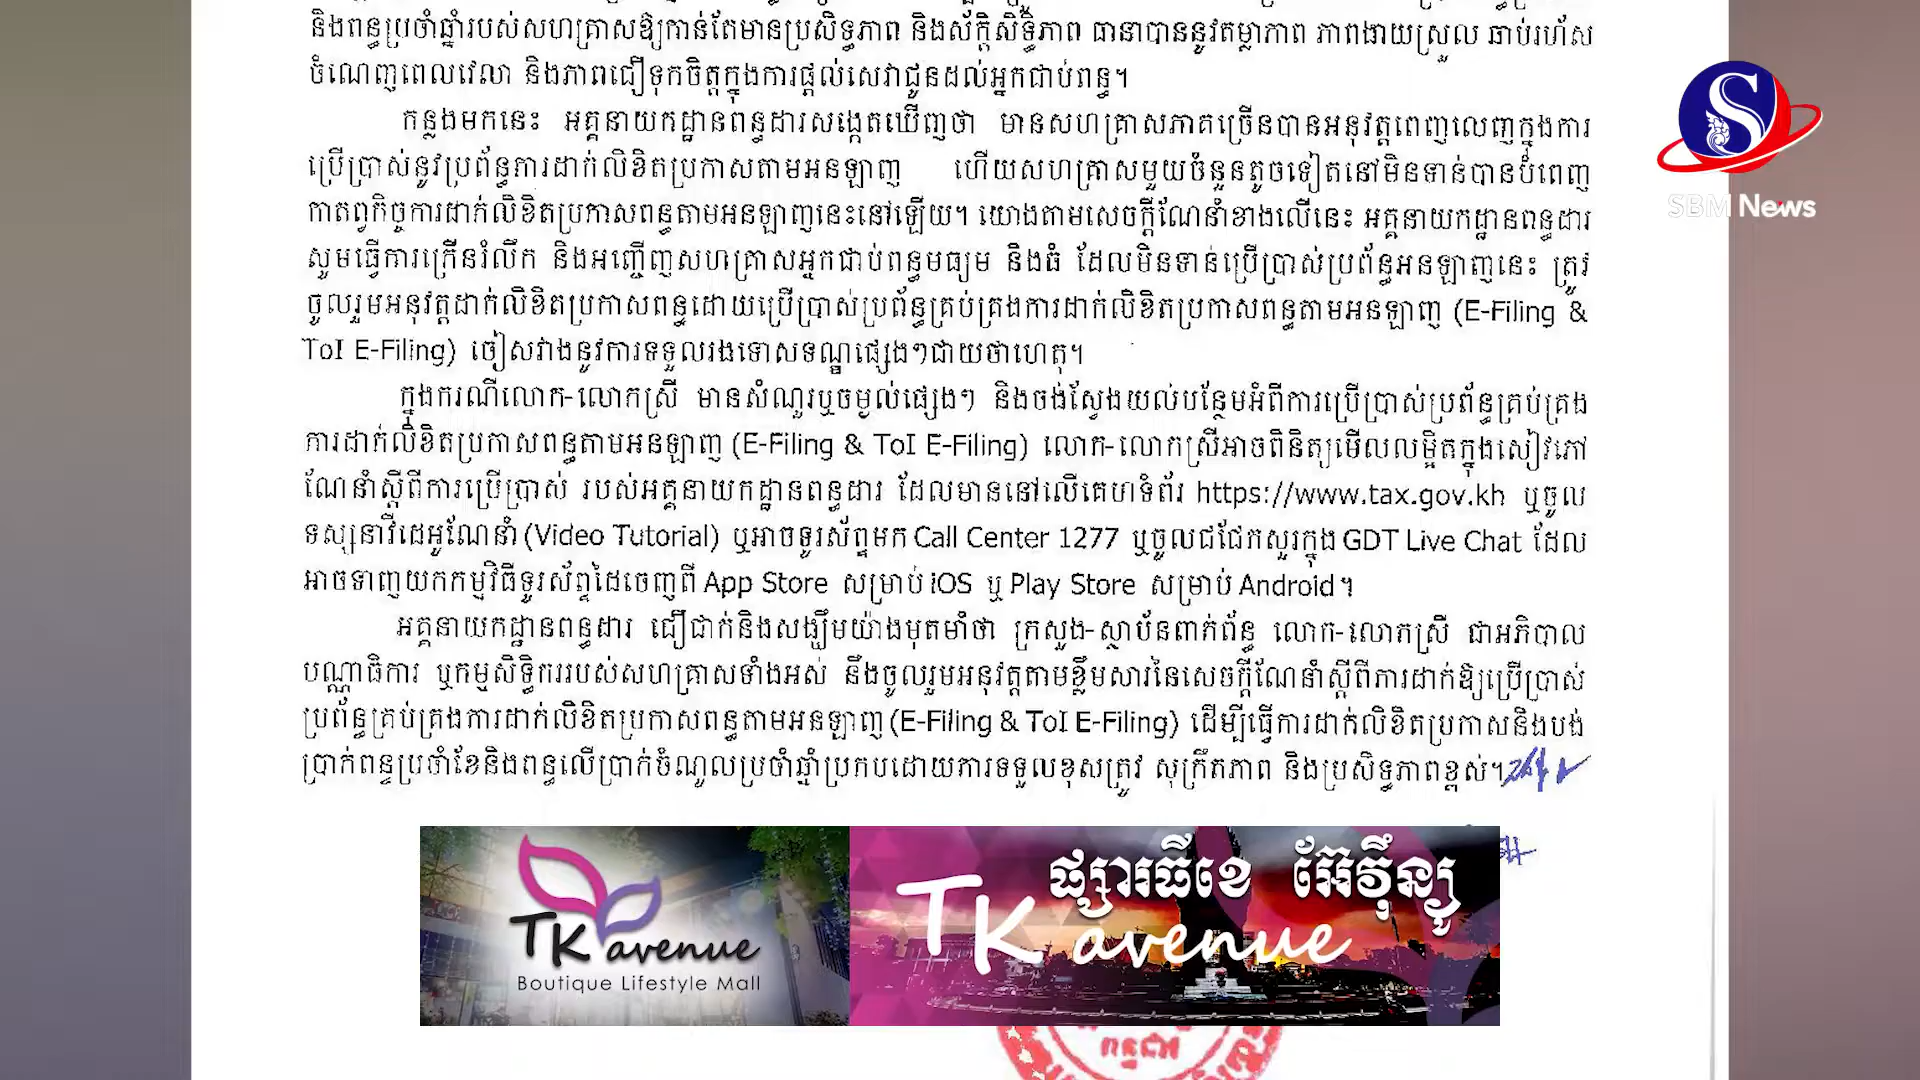 និងពន្ធប្រចាំឆ្នាំរបស់សហគ្រាសឱ្យកាន់តែមានប្រសិទ្ធភាព និងស័ក្តិសិទ្ធិភាព ធានាបាននូវតម្លាភាព ភាពងាយស្រួល ឆាប់រហ័ស
ចំណេញពេលវេលា និងភាពជឿទុកចិត្តក្នុងការផ្តល់សេវាជូនដល់អ្នកជាប់ពន្ធ។
កន្លងមកនេះ អគ្គនាយកដ្ឋានពន្ធដារសង្កេតឃើញថា មានសហគ្រាសភាគច្រើនបានអនុវត្តពេញលេញក្នុងការ
ប្រើប្រាស់នូវប្រព័ន្ធការដាក់លិខិតប្រកាសតាមអនឡាញ ហើយសហគ្រាសមួយចំនួនតូចទៀតនៅមិនទាន់បានបំពេញ
កាតព្វកិច្ចការដាក់លិខិតប្រកាសពន្ធតាមអនឡាញនេះនៅឡើយ។ យោងតាមសេចក្តីណែនាំខាងលើនេះ អគ្គនាយកដ្ឋានពន្ធដារ
សូមធ្វើការក្រើនរំលឹក និងអញ្ជើញសហគ្រាសអ្នកជាប់ពន្ធមធ្យម និងធំ ដែលមិនទាន់ប្រើប្រាស់ប្រព័ន្ធអនឡាញនេះ ត្រូវ
ចូលរួមអនុវត្តដាក់លិខិតប្រកាសពន្ធដោយប្រើប្រាស់ប្រព័ន្ធគ្រប់គ្រងការដាក់លិខិតប្រកាសពន្ធតាមអនឡាញ (E-Filing &
ToI E-Filing) ចៀសវាងនូវការទទួលរងទោសទណ្ឌផ្សេងៗជាយថាហេតុ។
ក្នុងករណីលោក-លោកស្រី មានសំណួរឬចម្ងល់ផ្សេងៗ និងចង់ស្វែងយល់បន្ថែមអំពីការប្រើប្រាស់ប្រព័ន្ធគ្រប់គ្រង
ការដាក់លិខិតប្រកាសពន្ធតាមអនឡាញ (E-Filing & ToI E-Filing) លោក-លោកស្រីអាចពិនិត្យមើលលម្អិតក្នុងសៀវភៅ
ណែនាំស្តីពីការប្រើប្រាស់ របស់អគ្គនាយកដ្ឋានពន្ធដារ ដែលមាននៅលើគេហទំព័រ https://www.tax.gov.kh ឬចូល
ទស្សនាវីដេអូណែនាំ (Video Tutorial) ឬអាចទូរស័ព្ទមក Call Center 1277 ឬចូលជជែកសួរក្នុង GDT Live Chat ដែល
អាចទាញយកកម្មវិធីទូរស័ព្ទដៃចេញពី App Store សម្រាប់ iOS ឬ Play Store សម្រាប់ Android។
អគ្គនាយកដ្ឋានពន្ធដារ ជឿជាក់និងសង្ឃឹមយ៉ាងមុតមាំថា ក្រសួង-ស្ថាប័នពាក់ព័ន្ធ លោក-លោកស្រី ជាអភិបាល
បណ្ណាធិការ ឬកម្មសិទ្ធិកររបស់សហគ្រាសទាំងអស់ នឹងចូលរួមអនុវត្តតាមខ្លឹមសារនៃសេចក្តីណែនាំស្តីពីការដាក់ឱ្យប្រើប្រាស់
ប្រព័ន្ធគ្រប់គ្រងការដាក់លិខិតប្រកាសពន្ធតាមអនឡាញ (E-Filing & ToI E-Filing) ដើម្បីធ្វើការដាក់លិខិតប្រកាសនិងបង់
ប្រាក់ពន្ធប្រចាំខែនិងពន្ធលើប្រាក់ចំណូលប្រចាំឆ្នាំប្រកបដោយការទទួលខុសត្រូវ សុក្រឹតភាព និងប្រសិទ្ធភាពខ្ពស់។
SBM News
TK avenue
Boutique Lifestyle Mall
ផ្សារធីខេ អ៊ែវ៉ិនញូ
TK avenue
ពន្ធដារ